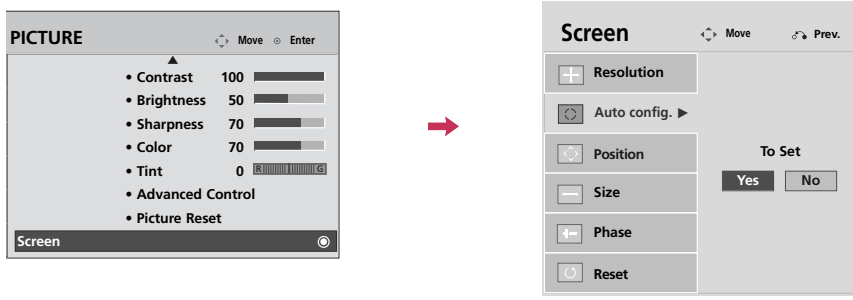 PICTURE Move Enter
• Contrast 100
• Brightness 50
• Sharpness 70
• Color 70
• Tint 0 R G
• Advanced Control
• Picture Reset
Screen
Screen Move Prev.
Resolution
Auto config. ►
Position
Size
Phase
Reset
To Set
Yes No